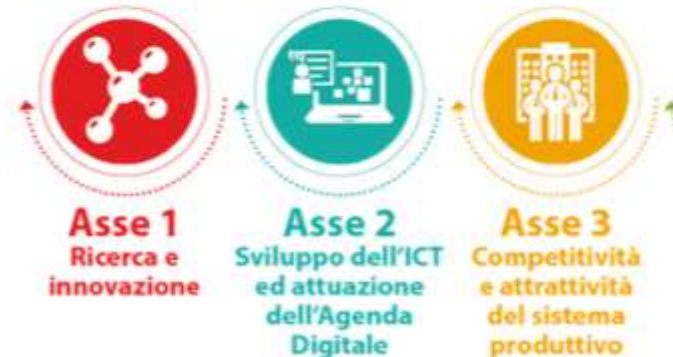 Asse 1
Ricerca e
innovazione
Asse 2
Sviluppo dell'ICT
ed attuazione
dell'Agenda
Digitale
Asse 3
Competitività
e attrattività
del sistema
produttivo